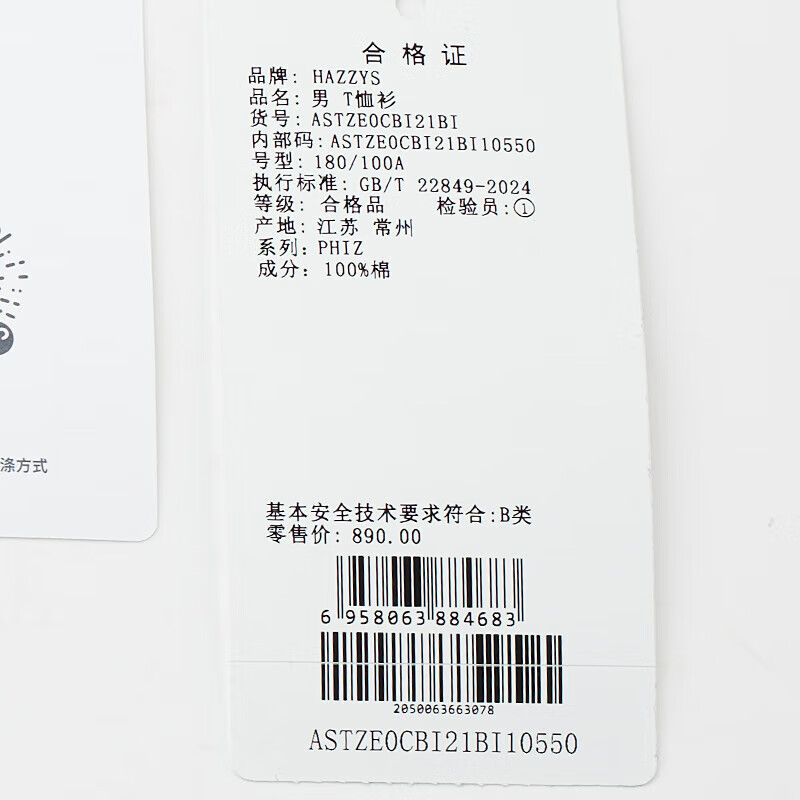 合格证
品牌: HAZZYS
品名: 男 T恤衫
货号: ASTZE0CBI21BI
内部码: ASTZE0CBI21BI10550
号型: 180/100A
执行标准: GB/T 22849-2024
等级: 合格品 检验员:①
产地: 江苏 常州
系列: PHIZ
成分: 100%棉
涤方式
基本安全技术要求符合:B类
零售价: 890.00
6 958063 884683
2050063663078
ASTZE0CBI21BI10550